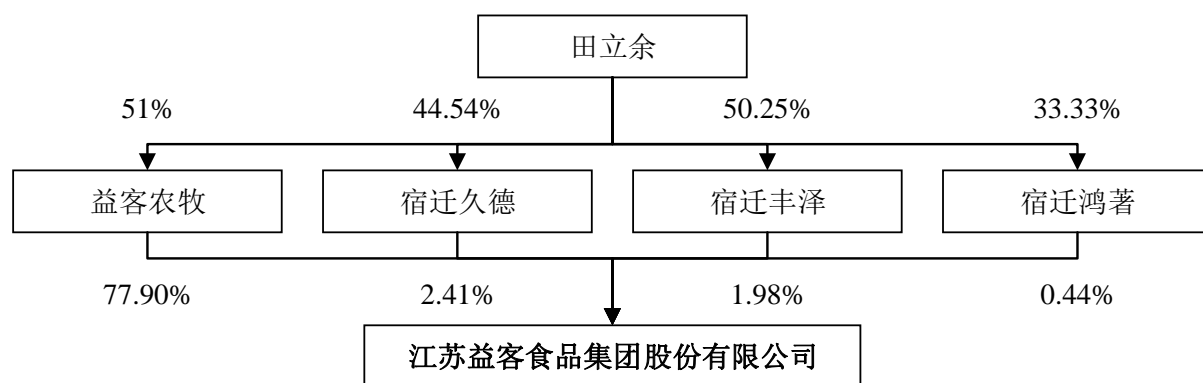 田立余
51% 44.54% 50.25% 33.33%
益客农牧 宿迁久德 宿迁丰泽 宿迁鸿著
77.90% 2.41% 1.98% 0.44%
江苏益客食品集团股份有限公司